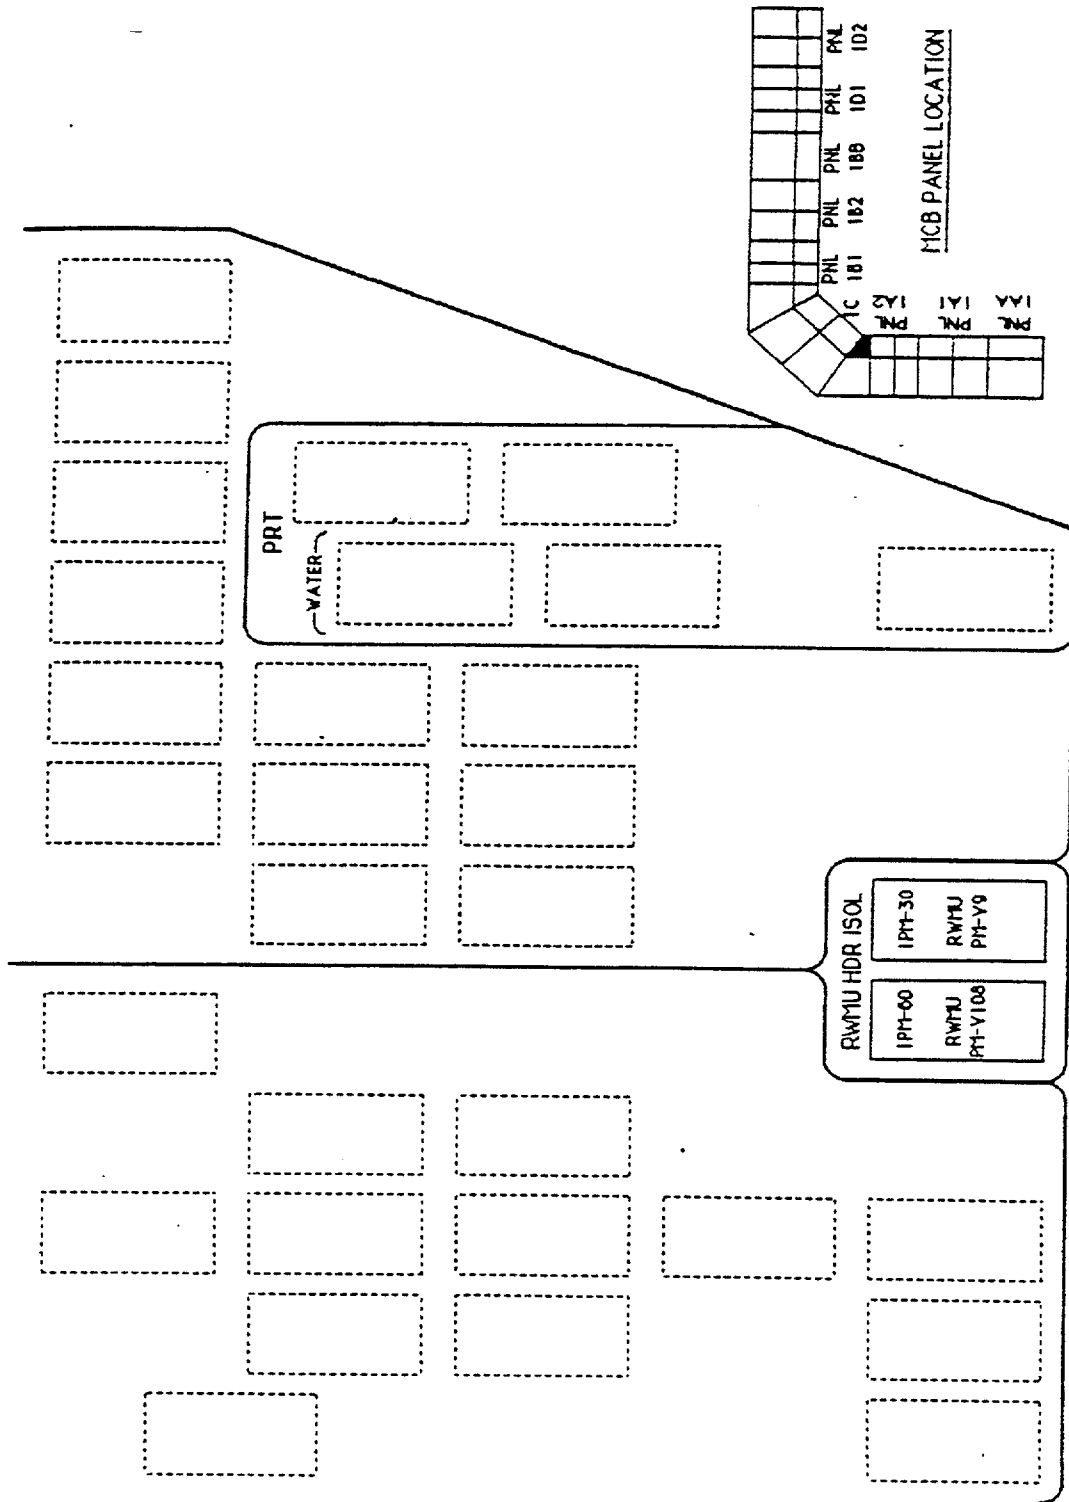 PRT
WATER
RWMU HDR ISOL
1PM-60
RWMU
PM-V108
1PM-30
RWMU
PM-V9
PNL
1AA
PNL
1A1
PNL
1A2
1C
PNL
1B1
PNL
1B2
PNL
1BB
PNL
1D1
PNL
1D2
MCB PANEL LOCATION